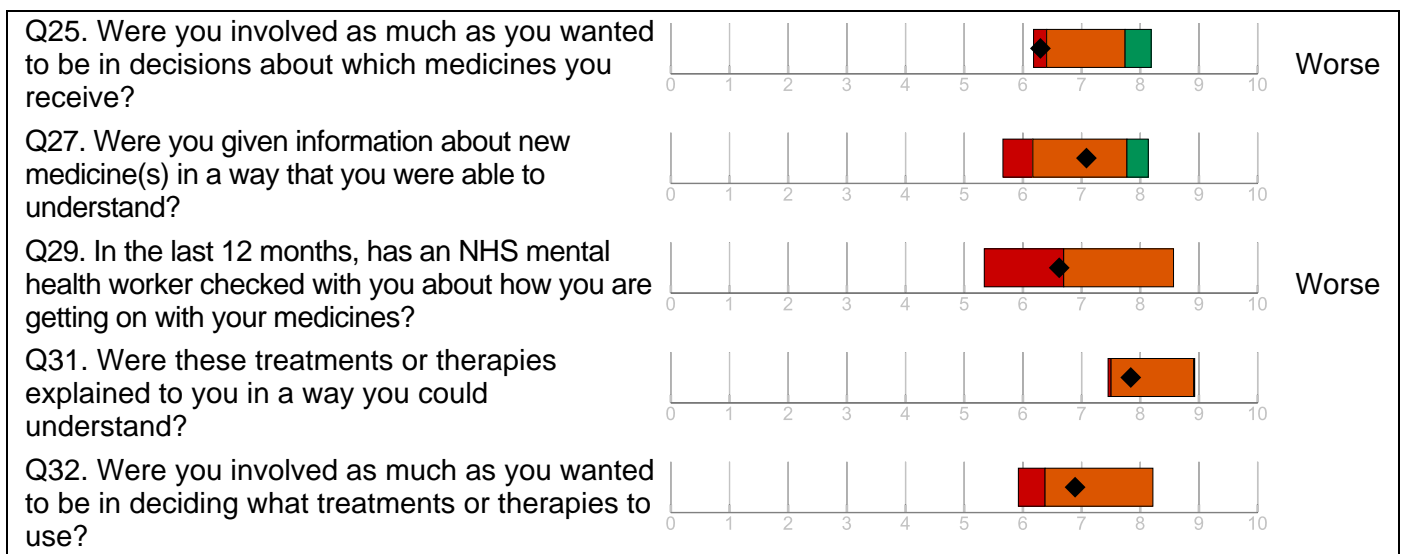 Q25. Were you involved as much as you wanted
to be in decisions about which medicines you
receive?
0 1 2 3 4 5 6 7 8 9 10
Worse
Q27. Were you given information about new
medicine(s) in a way that you were able to
understand?
0 1 2 3 4 5 6 7 8 9 10
Q29. In the last 12 months, has an NHS mental
health worker checked with you about how you are
getting on with your medicines?
0 1 2 3 4 5 6 7 8 9 10
Worse
Q31. Were these treatments or therapies
explained to you in a way you could
understand?
0 1 2 3 4 5 6 7 8 9 10
Q32. Were you involved as much as you wanted
to be in deciding what treatments or therapies to
use?
0 1 2 3 4 5 6 7 8 9 10